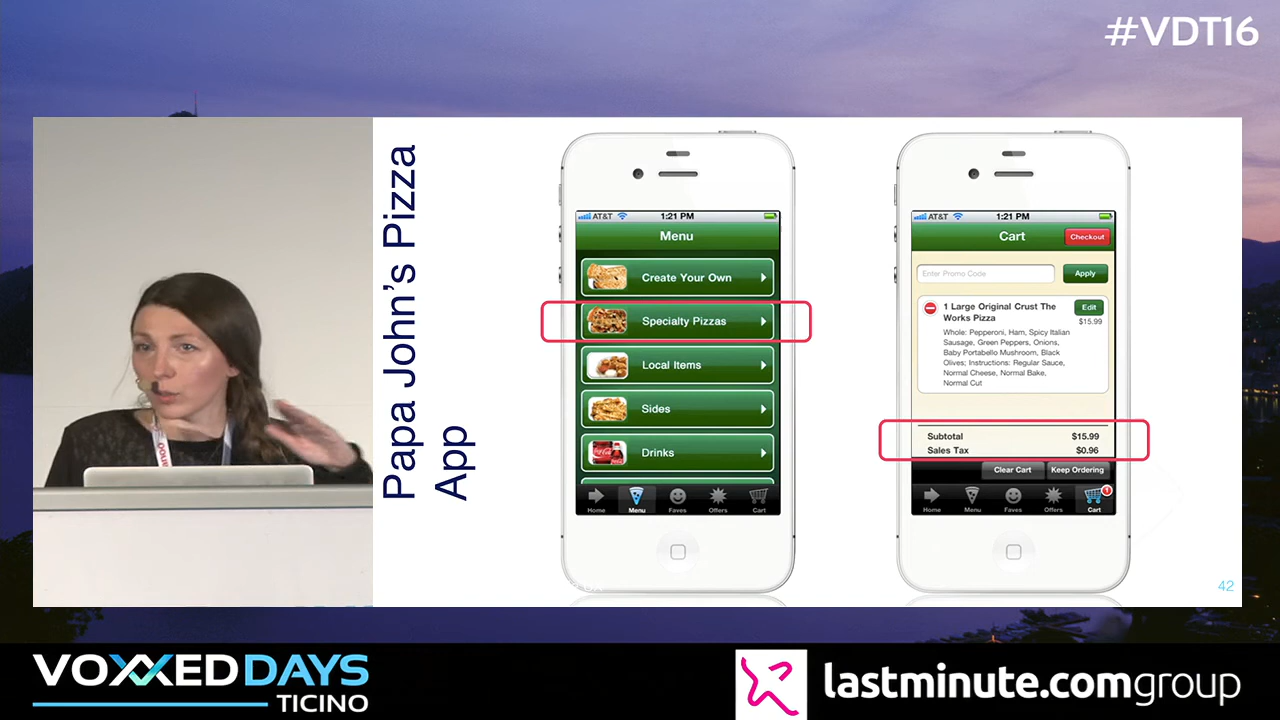 #VDT16
Papa John's Pizza
App
AT&T 1:21 PM
Menu
Create Your Own
Specialty Pizzas
Local Items
Sides
Drinks
Home Menu Faves Offers Cart
AT&T 1:21 PM
Cart
Checkout
Enter Promo Code
Apply
1 Large Original Crust The
Works Pizza
Edit
$15.99
Whole: Pepperoni, Ham, Spicy Italian
Sausage, Green Peppers, Onions,
Baby Portabello Mushroom, Black
Olives; Instructions: Regular Sauce,
Normal Cheese, Normal Bake,
Normal Cut
Subtotal $15.99
Sales Tax $0.96
Clear Cart Keep Ordering
Home Menu Faves Offers Cart
1
42
VOXXED DAYS
TICINO
lastminute.comgroup